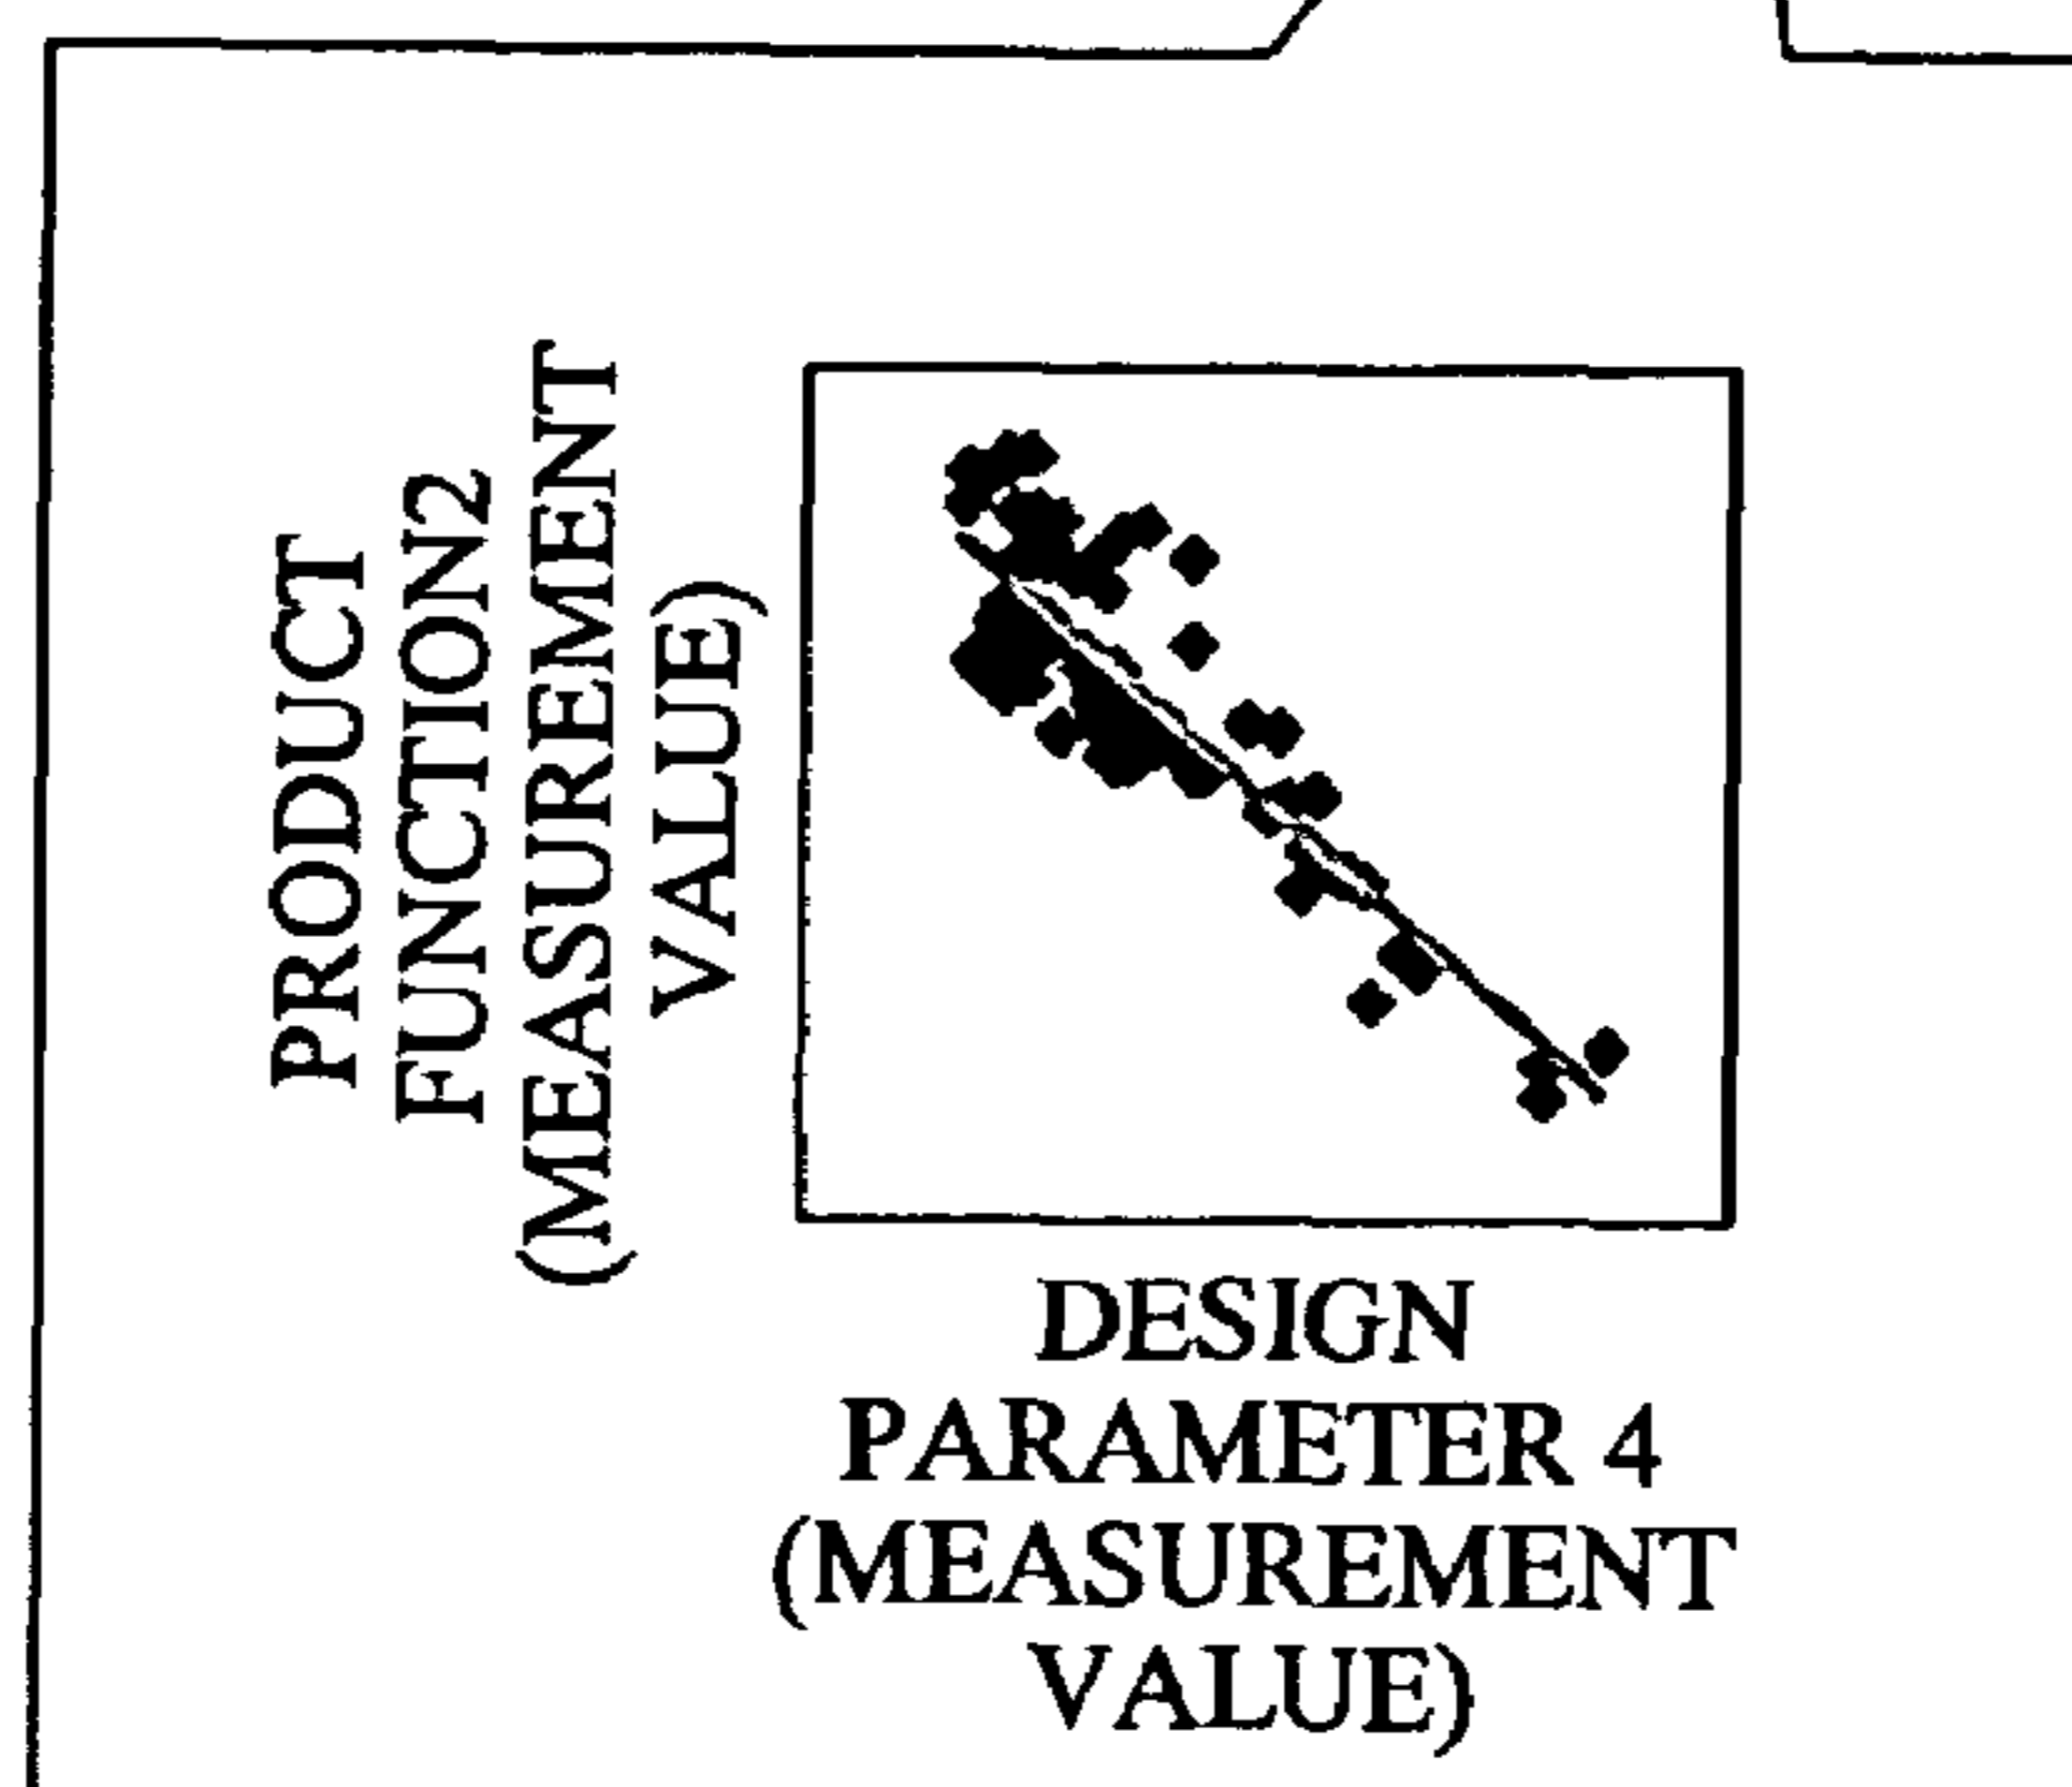 PRODUCT
FUNCTION2
(MEASUREMENT
VALUE)
DESIGN
PARAMETER 4
(MEASUREMENT
VALUE)